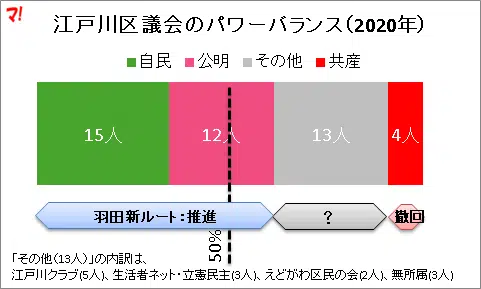 マ!
江戸川区議会のパワーバランス(2020年)
■自民 ■公明 ■その他 ■共産
15人 12人 13人 4人
羽田新ルート:推進 ? 撤回
50%
「その他(13人)」の内訳は、
江戸川クラブ(5人)、生活者ネット・立憲民主(3人)、えどがわ区民の会(2人)、無所属(3人)